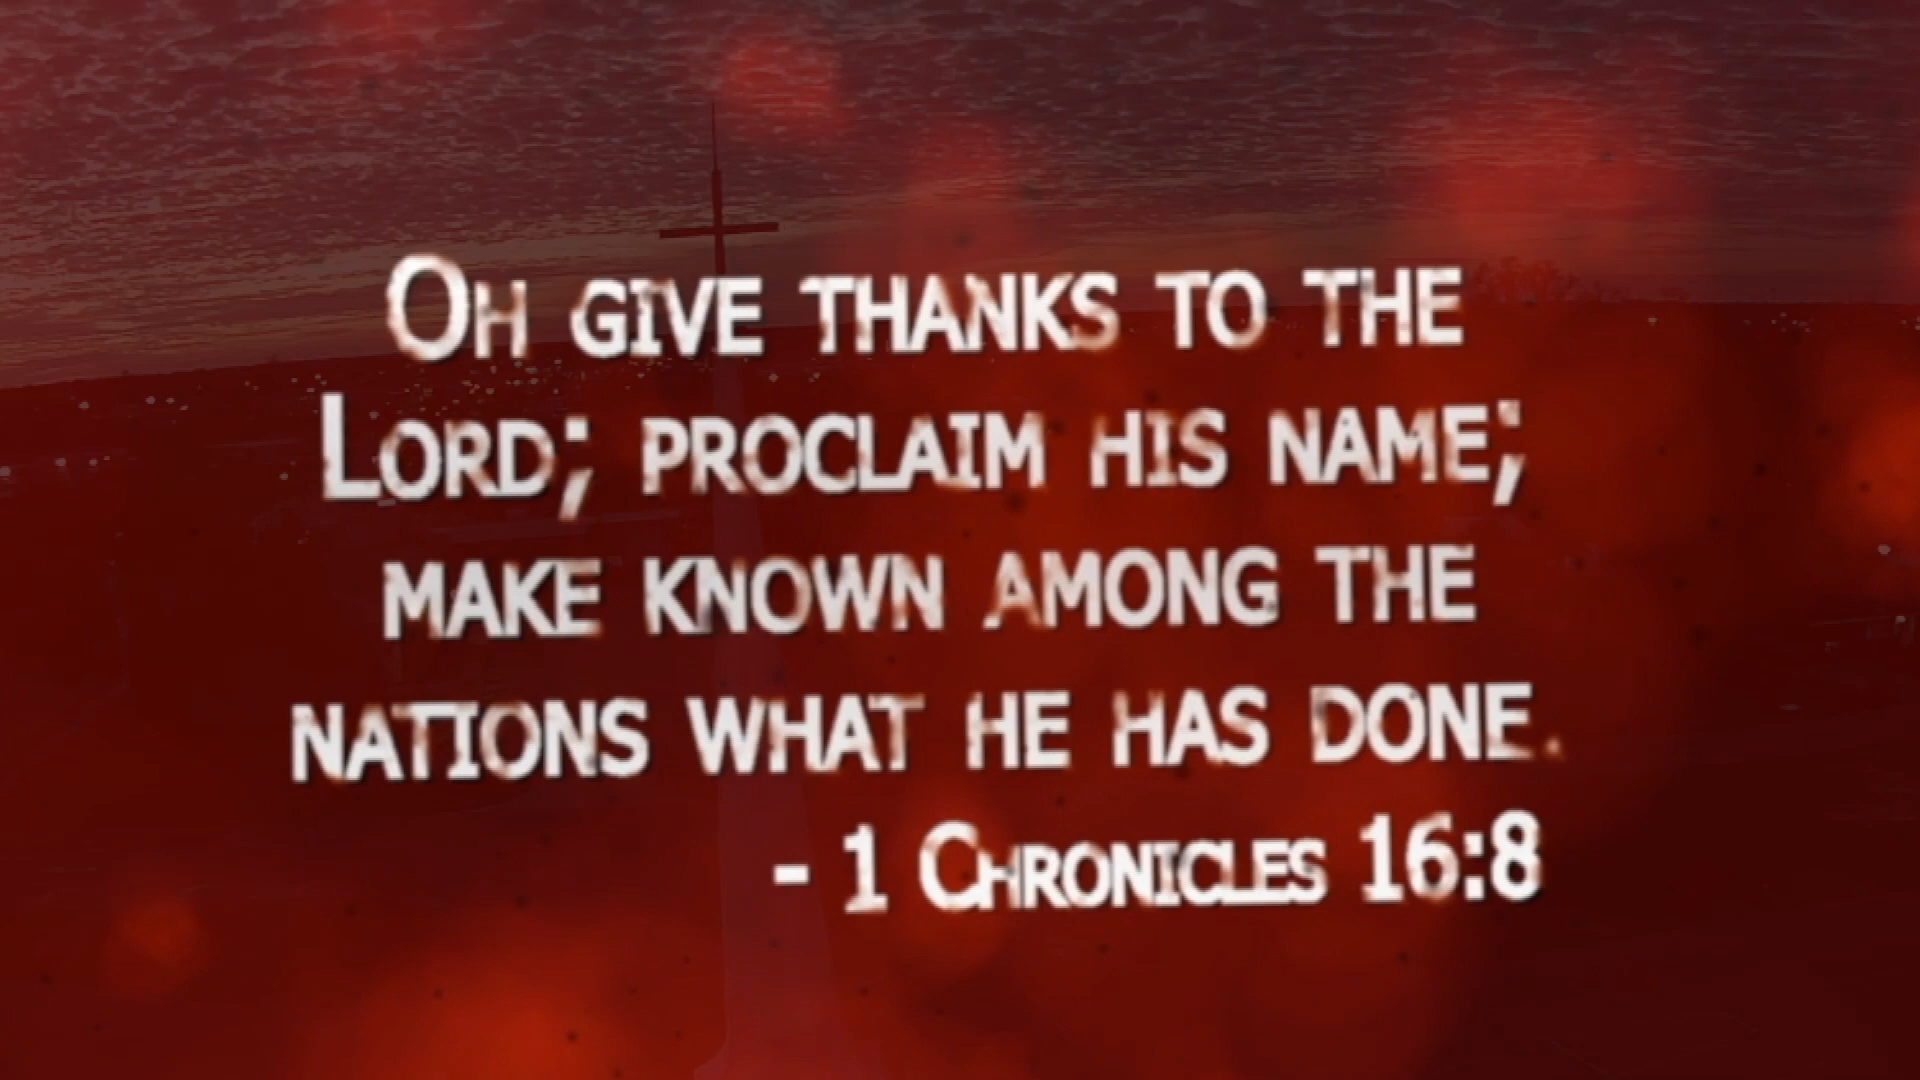 Oh give thanks to the
Lord; proclaim his name;
make known among the
nations what he has done.
- 1 Chronicles 16:8